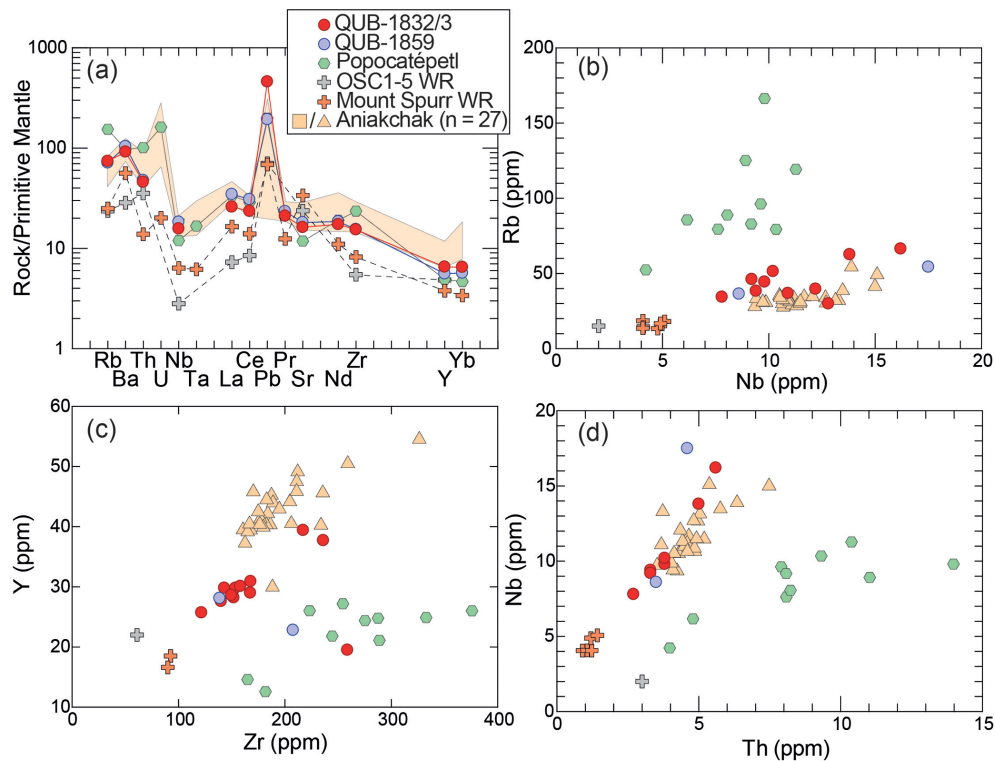 QUB-1832/3
QUB-1859
Popocatépetl
OSC1-5 WR
Mount Spurr WR
/ Aniakchak (n = 27)
(a)
1000
100
10
1
Rock/Primitive Mantle
Rb Th Nb Ce Pr Zr Yb
Ba U Ta La Pb Sr Nd Y
(b)
200
150
100
50
0
Rb (ppm)
0 5 10 15 20
Nb (ppm)
(c)
60
50
40
30
20
10
Y (ppm)
0 100 200 300 400
Zr (ppm)
(d)
20
15
10
5
0
Nb (ppm)
0 5 10 15
Th (ppm)